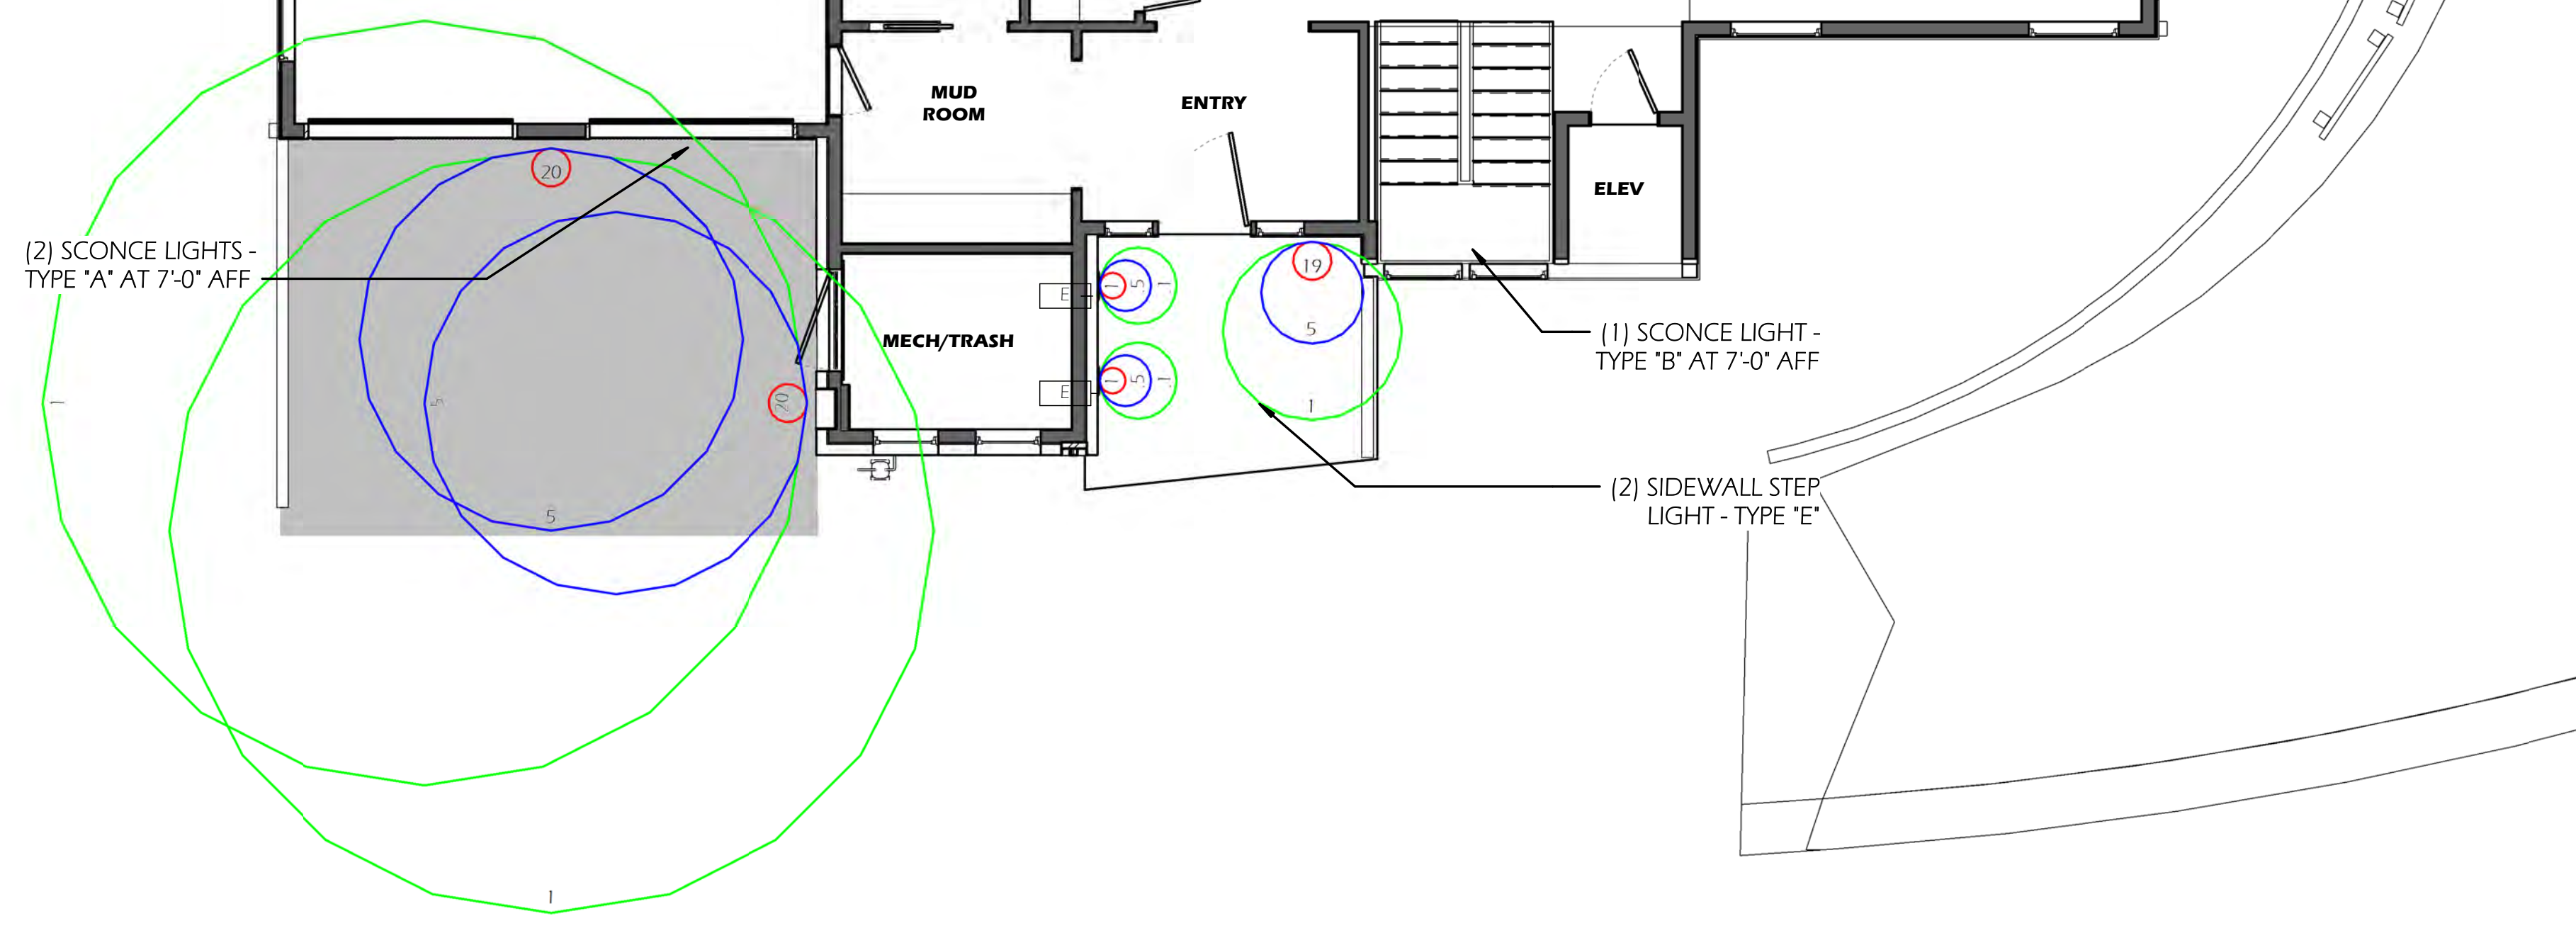 MUD
ROOM
ENTRY
ELEV
20
(2) SCONCE LIGHTS -
TYPE "A" AT 7'-0" AFF
19
E
1 .5 .1
5
(1) SCONCE LIGHT -
TYPE "B" AT 7'-0" AFF
MECH/TRASH
E
1 .5 .1
1
5
20
1
(2) SIDEWALL STEP
LIGHT - TYPE "E"
5
1